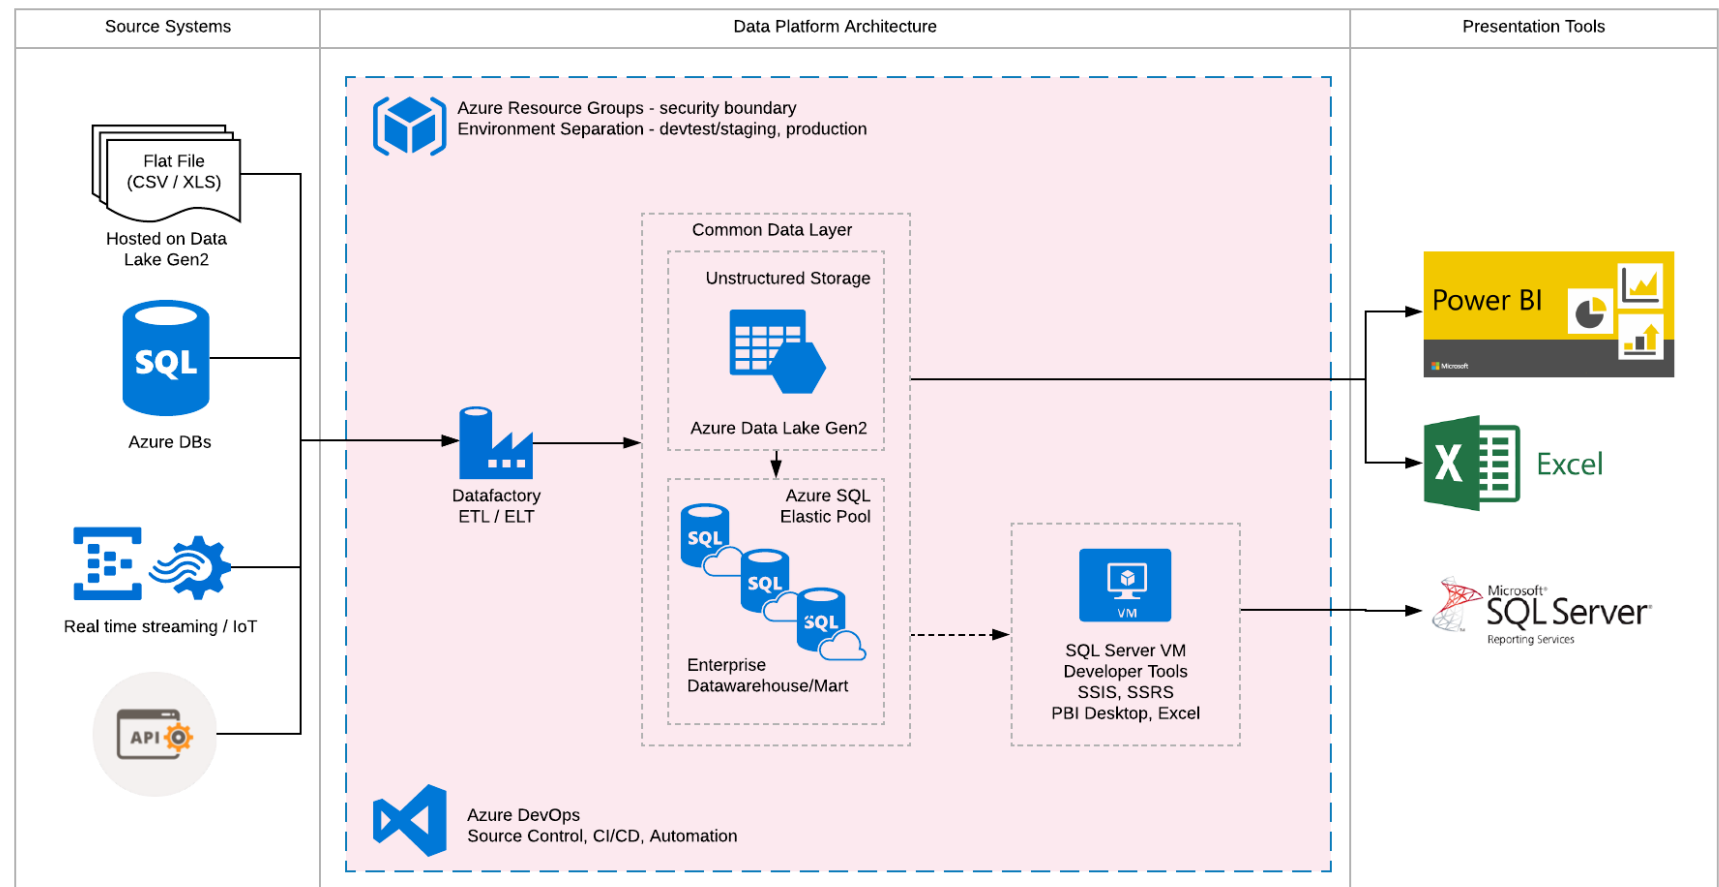 Source Systems
Data Platform Architecture
Presentation Tools
Flat File
(CSV / XLS)
Hosted on Data
Lake Gen2
SQL
Azure DBs
Real time streaming / IoT
API
Azure Resource Groups - security boundary
Environment Separation - devtest/staging, production
Datafactory
ETL / ELT
Common Data Layer
Unstructured Storage
Azure Data Lake Gen2
Azure SQL
Elastic Pool
SQL
SQL
SQL
Enterprise
Datawarehouse/Mart
VM
SQL Server VM
Developer Tools
SSIS, SSRS
PBI Desktop, Excel
Azure DevOps
Source Control, CI/CD, Automation
Power BI
Microsoft
X
Excel
Microsoft®
SQL Server®
Reporting Services